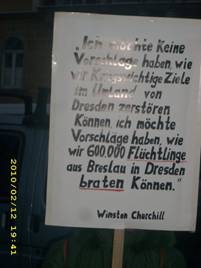 „Ich möchte keine
Vorschläge haben, wie
wir Kriegswichtige Ziele
im Umland von
Dresden zerstören
Können, ich möchte
Vorschläge haben, wie
wir 600.000 Flüchtlinge
aus Breslau in Dresden
braten Können."
Winston Churchill
2010/02/12 19:41